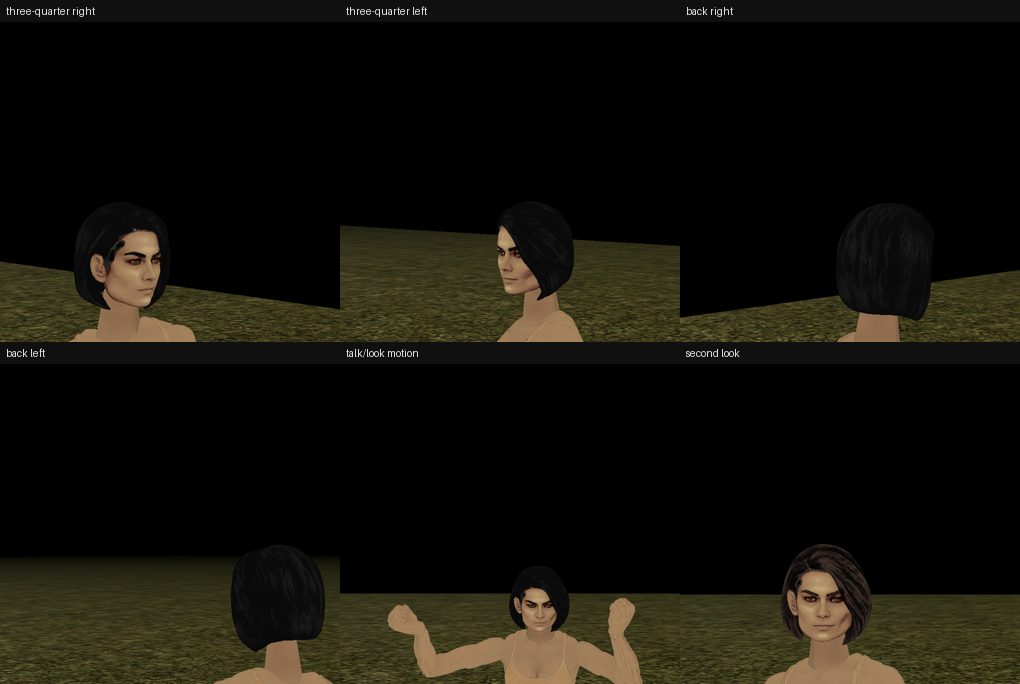 three-quarter right
three-quarter left
back right
back left
talk/look motion
second look